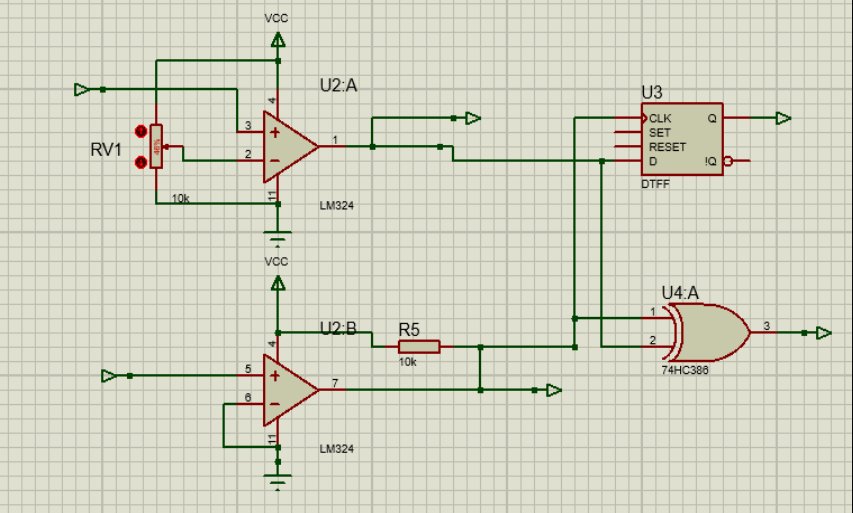 VCC
U2:A
4
3
1
2
11
RV1
46%
10k
LM324
U3
CLK
Q
SET
RESET
D
!Q
DTFF
VCC
U2:B
4
R5
10k
5
7
6
11
LM324
U4:A
1
3
2
74HC386